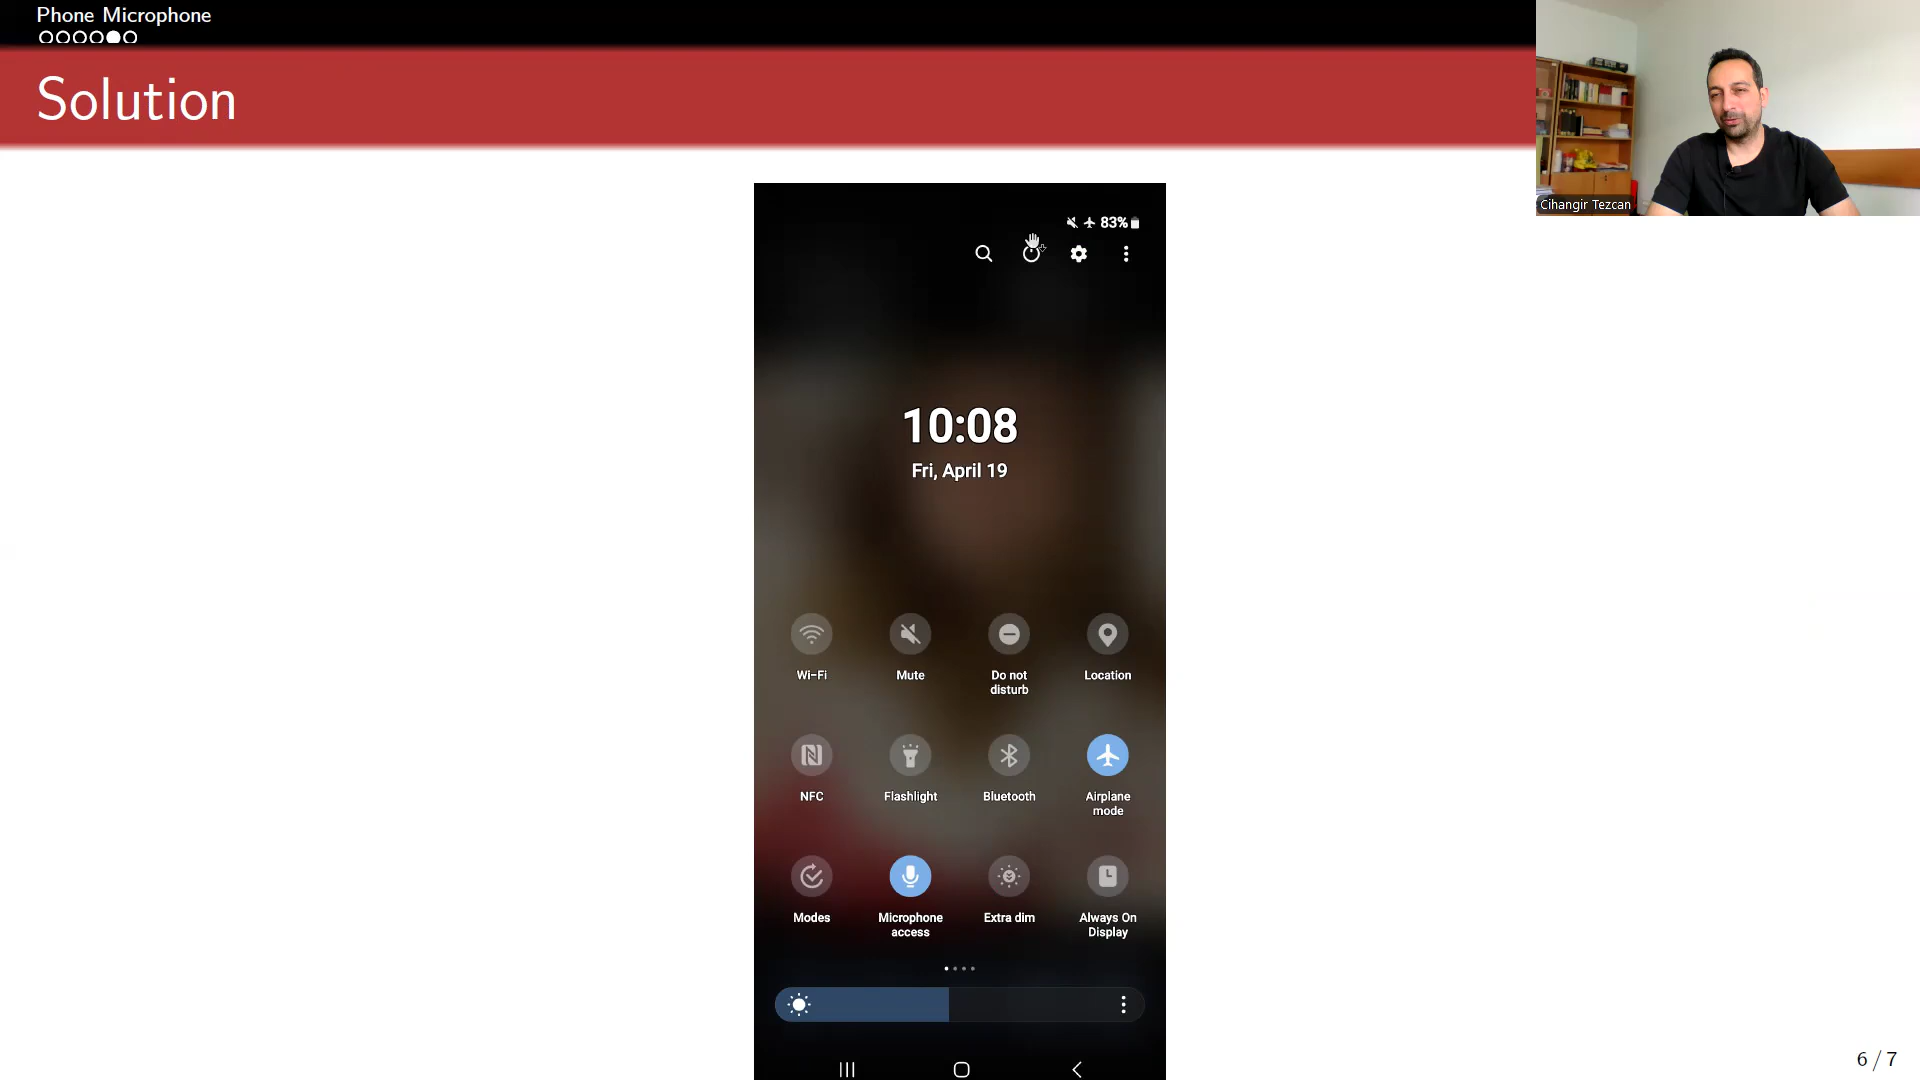 Phone Microphone
Solution
Cihangir Tezcan
83%
10:08
Fri, April 19
Wi-Fi
Mute
Do not
disturb
Location
NFC
Flashlight
Bluetooth
Airplane
mode
Modes
Microphone
access
Extra dim
Always On
Display
6 / 7